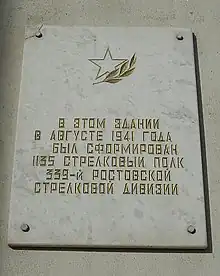 В ЭТОМ ЗДАНИИ
В АВГУСТЕ 1941 ГОДА
БЫЛ СФОРМИРОВАН
1135 СТРЕЛКОВЫЙ ПОЛК
339-й РОСТОВСКОЙ
СТРЕЛКОВОЙ ДИВИЗИИ